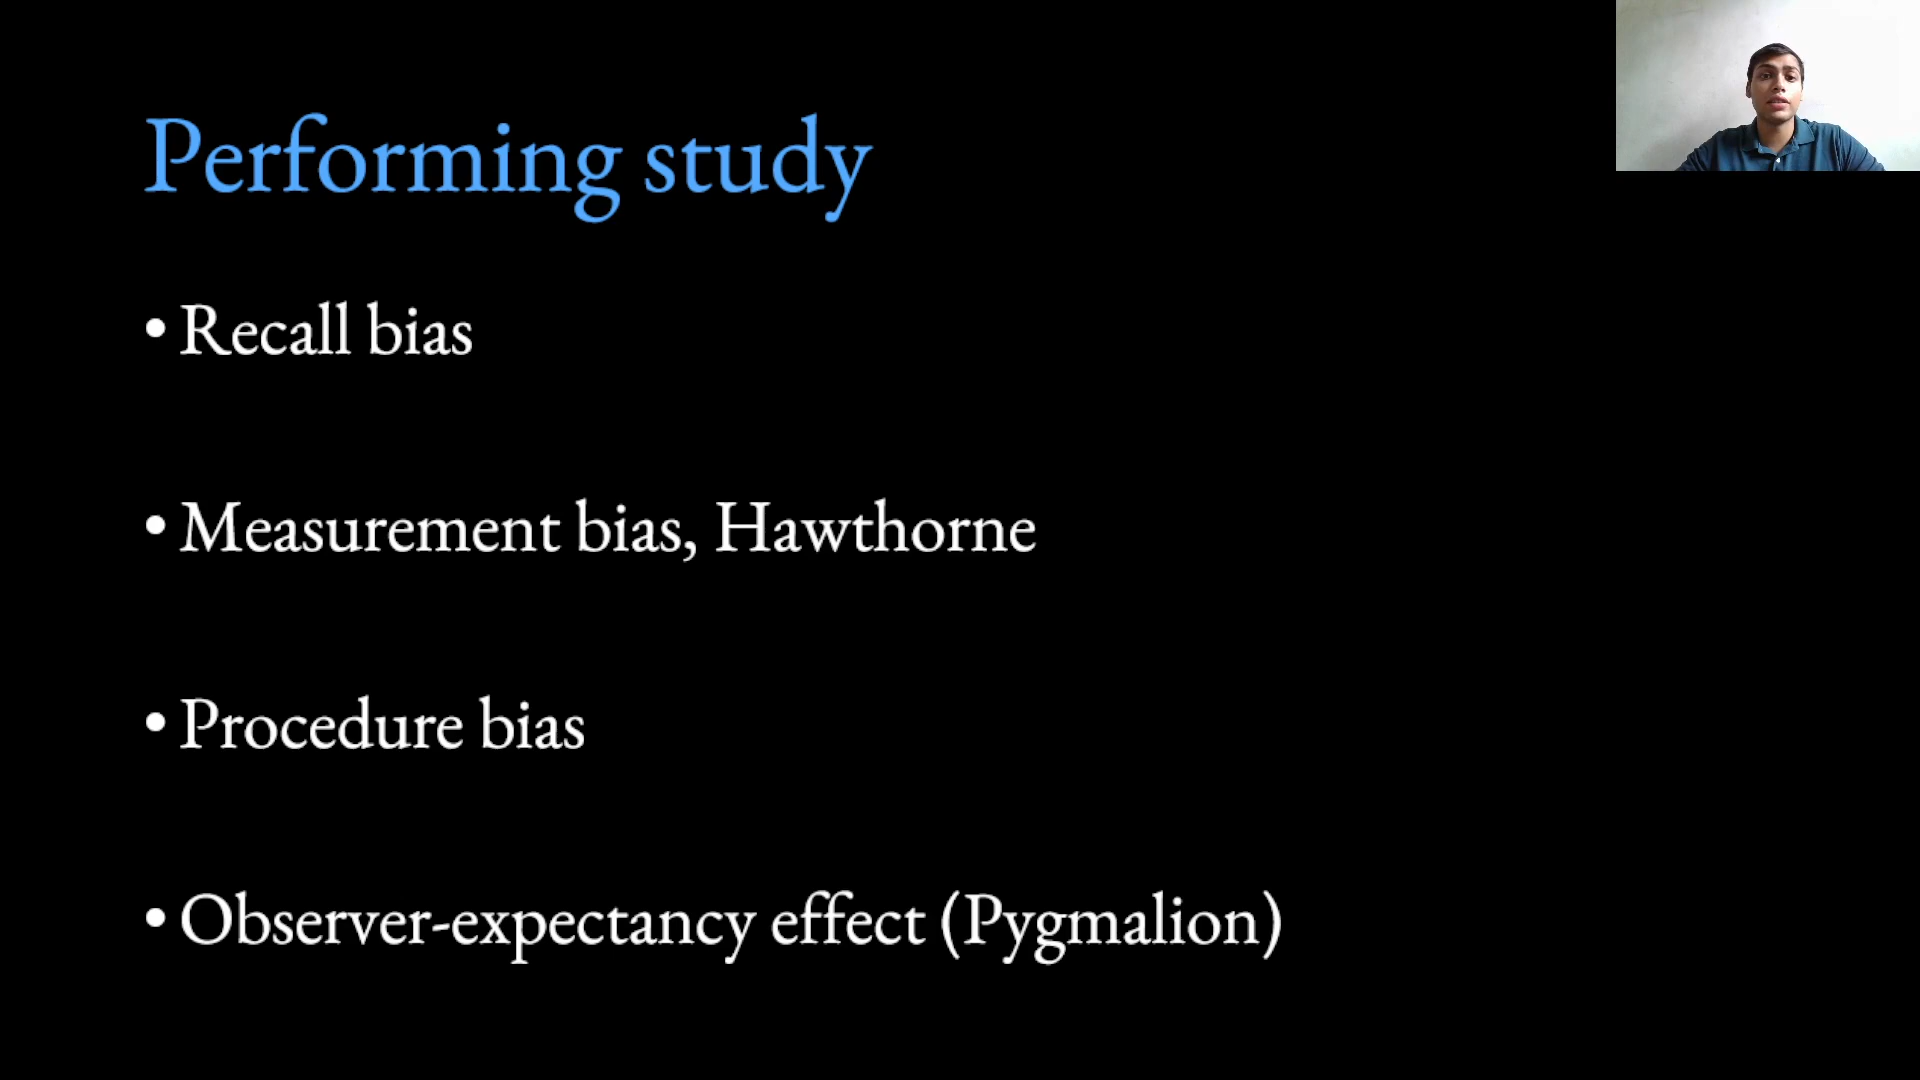 Performing study
• Recall bias
• Measurement bias, Hawthorne
• Procedure bias
• Observer-expectancy effect (Pygmalion)